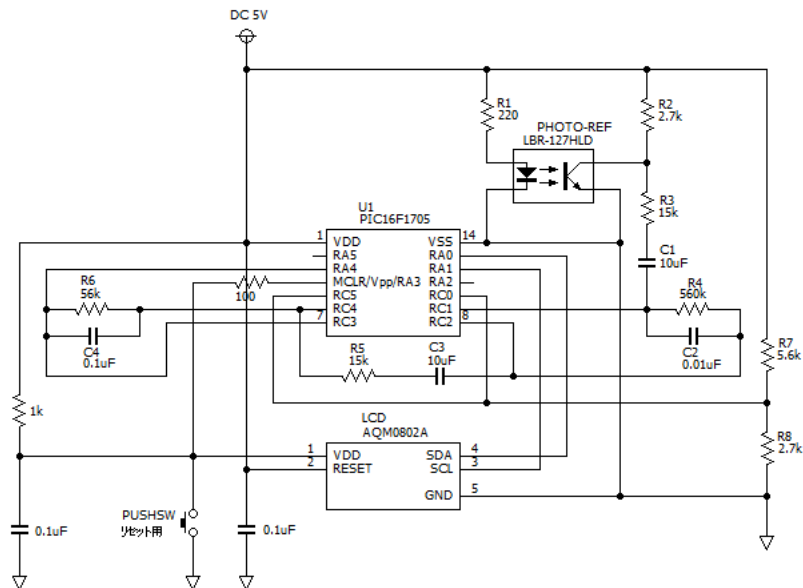 DC 5V
R1
220
R2
2.7k
PHOTO-REF
LBR-127HLD
R3
15k
U1
PIC16F1705
1
VDD
VSS
14
RA5
RA0
RA4
RA1
MCLR/Vpp/RA3
RA2
RC5
RC0
RC4
RC1
7
RC3
RC2
8
C1
10uF
R6
56k
100
R4
560k
C4
0.1uF
C2
0.01uF
R5
15k
C3
10uF
R7
5.6k
1k
LCD
AQM0802A
R8
2.7k
1
VDD
SDA
4
2
RESET
SCL
3
GND
5
0.1uF
PUSHSW
リセット用
0.1uF